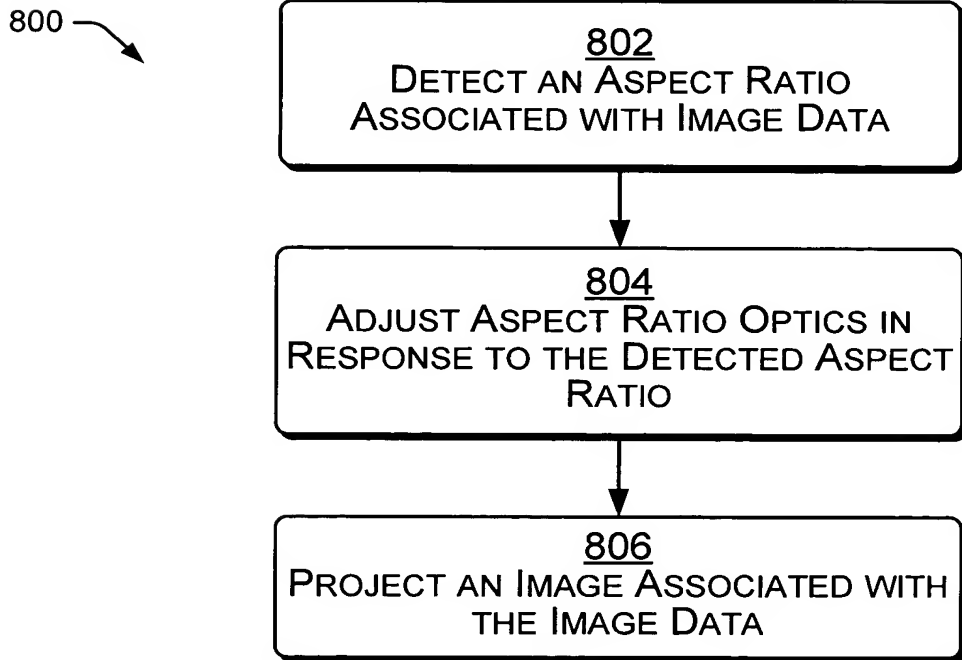 800
802
DETECT AN ASPECT RATIO
ASSOCIATED WITH IMAGE DATA
804
ADJUST ASPECT RATIO OPTICS IN
RESPONSE TO THE DETECTED ASPECT
RATIO
806
PROJECT AN IMAGE ASSOCIATED WITH
THE IMAGE DATA